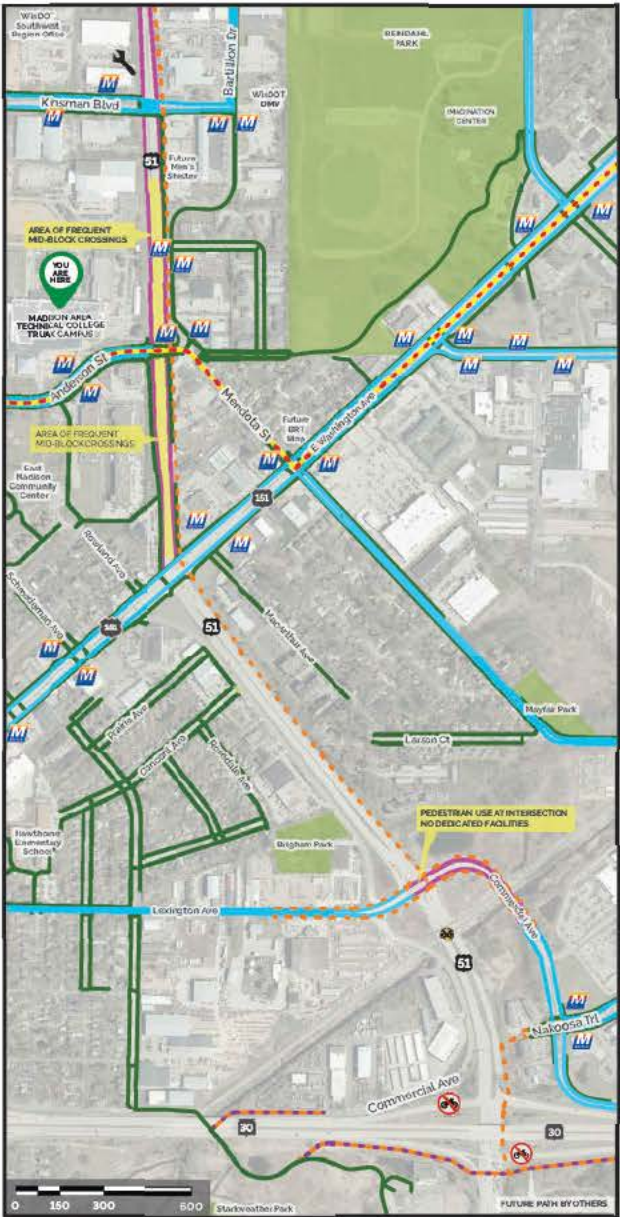 WisDOT
Southwest
Region Office
Bartillon Dr
REINDAHL
PARK
Kinsman Blvd
WisDOT
DMV
IMAGINATION
CENTER
51
Future
Men's
Shelter
AREA OF FREQUENT
MID-BLOCK CROSSINGS
M
YOU
ARE
HERE
MADISON AREA
TECHNICAL COLLEGE
TRUAX CAMPUS
Anderson St
Mendota St
E Washington Ave
Future
BRT
Stop
AREA OF FREQUENT
MID-BLOCK CROSSINGS
East
Madison
Community
Center
151
Rowland Ave
Schmedeman Ave
151
51
MacArthur Ave
Prairie Ave
Concord Ave
Rosedale Ave
Mayfair Park
Larson Ct
PEDESTRIAN USE AT INTERSECTION
NO DEDICATED FACILITIES
Hawthorne
Elementary
School
Bingham Park
Commercial Ave
Lexington Ave
51
Nakoosa Trl
Commercial Ave
30
30
0 150 300 600
Starkweather Park
FUTURE PATH BY OTHERS